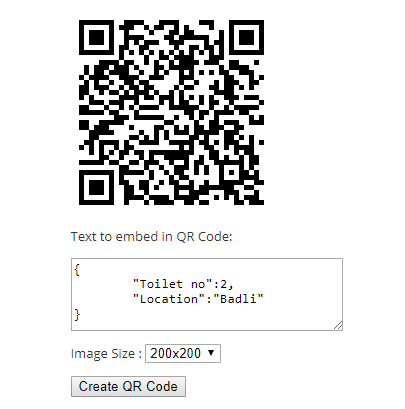 Text to embed in QR Code:
{
"Toilet no":2,
"Location":"Badli"
}
Image Size : 200x200
Create QR Code